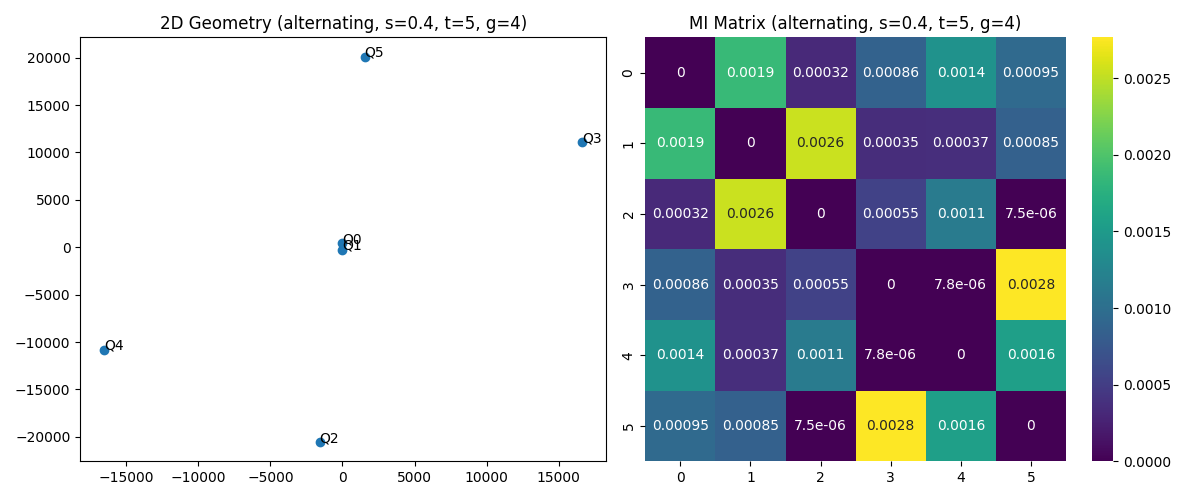 2D Geometry (alternating, s=0.4, t=5, g=4)
20000
15000
10000
5000
0
−5000
−10000
−15000
−20000
−15000 −10000 −5000 0 5000 10000 15000
Q5
Q3
Q0
Q1
Q4
Q2
MI Matrix (alternating, s=0.4, t=5, g=4)
0 0 0.0019 0.00032 0.00086 0.0014 0.00095
1 0.0019 0 0.0026 0.00035 0.00037 0.00085
2 0.00032 0.0026 0 0.00055 0.0011 7.5e-06
3 0.00086 0.00035 0.00055 0 7.8e-06 0.0028
4 0.0014 0.00037 0.0011 7.8e-06 0 0.0016
5 0.00095 0.00085 7.5e-06 0.0028 0.0016 0
0 1 2 3 4 5
0.0025
0.0020
0.0015
0.0010
0.0005
0.0000